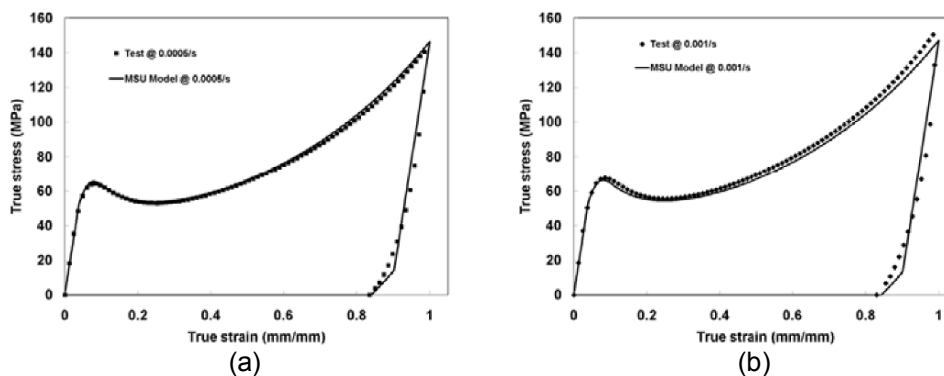 160
140
120
100
80
60
40
20
0
True stress (MPa)
Test @ 0.0005/s
MSU Model @ 0.0005/s
0 0.2 0.4 0.6 0.8 1
True strain (mm/mm)
(a)
160
140
120
100
80
60
40
20
0
True stress (MPa)
Test @ 0.001/s
MSU Model @ 0.001/s
0 0.2 0.4 0.6 0.8 1
True strain (mm/mm)
(b)